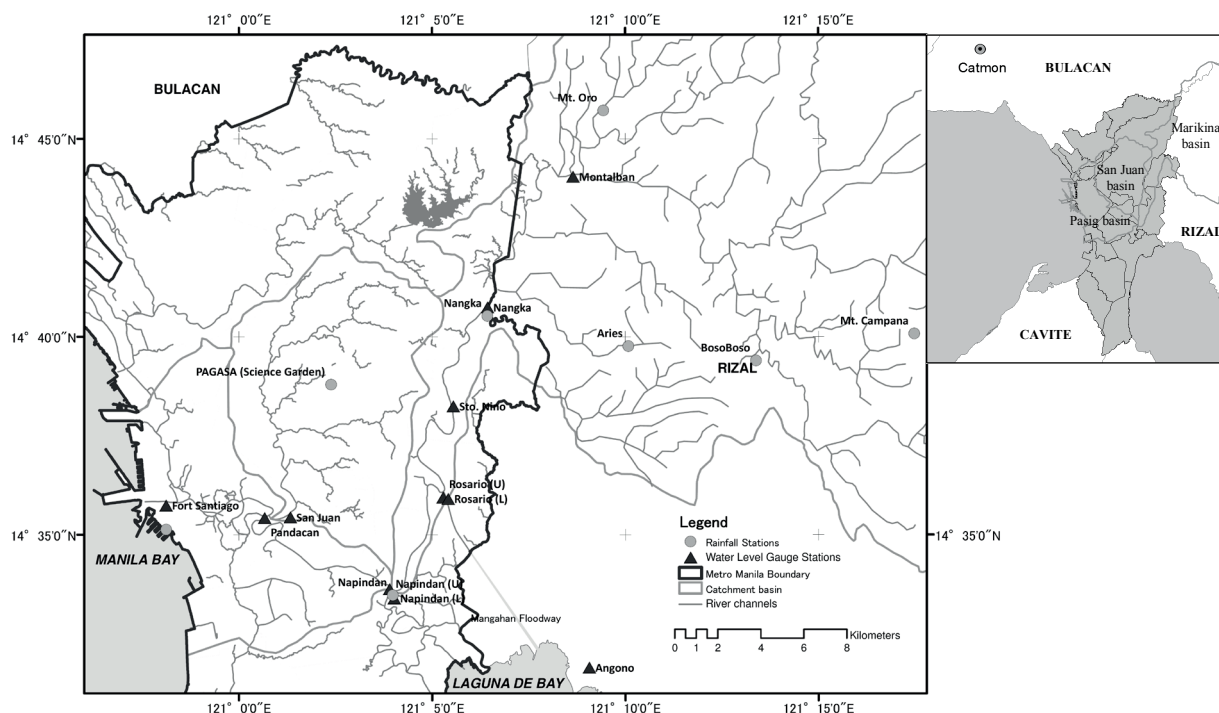 121° 0'0"E
121° 5'0"E
121° 10'0"E
121° 15'0"E
BULACAN
Mt. Oro
14° 45'0"N
Montalban
Nangka
Nangka
Mt. Campana
Aries
BosoBoso
RIZAL
14° 40'0"N
PAGASA (Science Garden)
Sto. Nino
Rosario (U)
Rosario (L)
Fort Santiago
San Juan
Pandacan
14° 35'0"N
14° 35'0"N
MANILA BAY
Napindan
Napindan (U)
Napindan (L)
Mangahan Floodway
Angono
LAGUNA DE BAY
Legend
Rainfall Stations
Water Level Gauge Stations
Metro Manila Boundary
Catchment basin
River channels
Kilometers
0 1 2 4 6 8
121° 0'0"E
121° 5'0"E
121° 10'0"E
121° 15'0"E
Catmon
BULACAN
Marikina
basin
San Juan
basin
Pasig basin
RIZAL
CAVITE